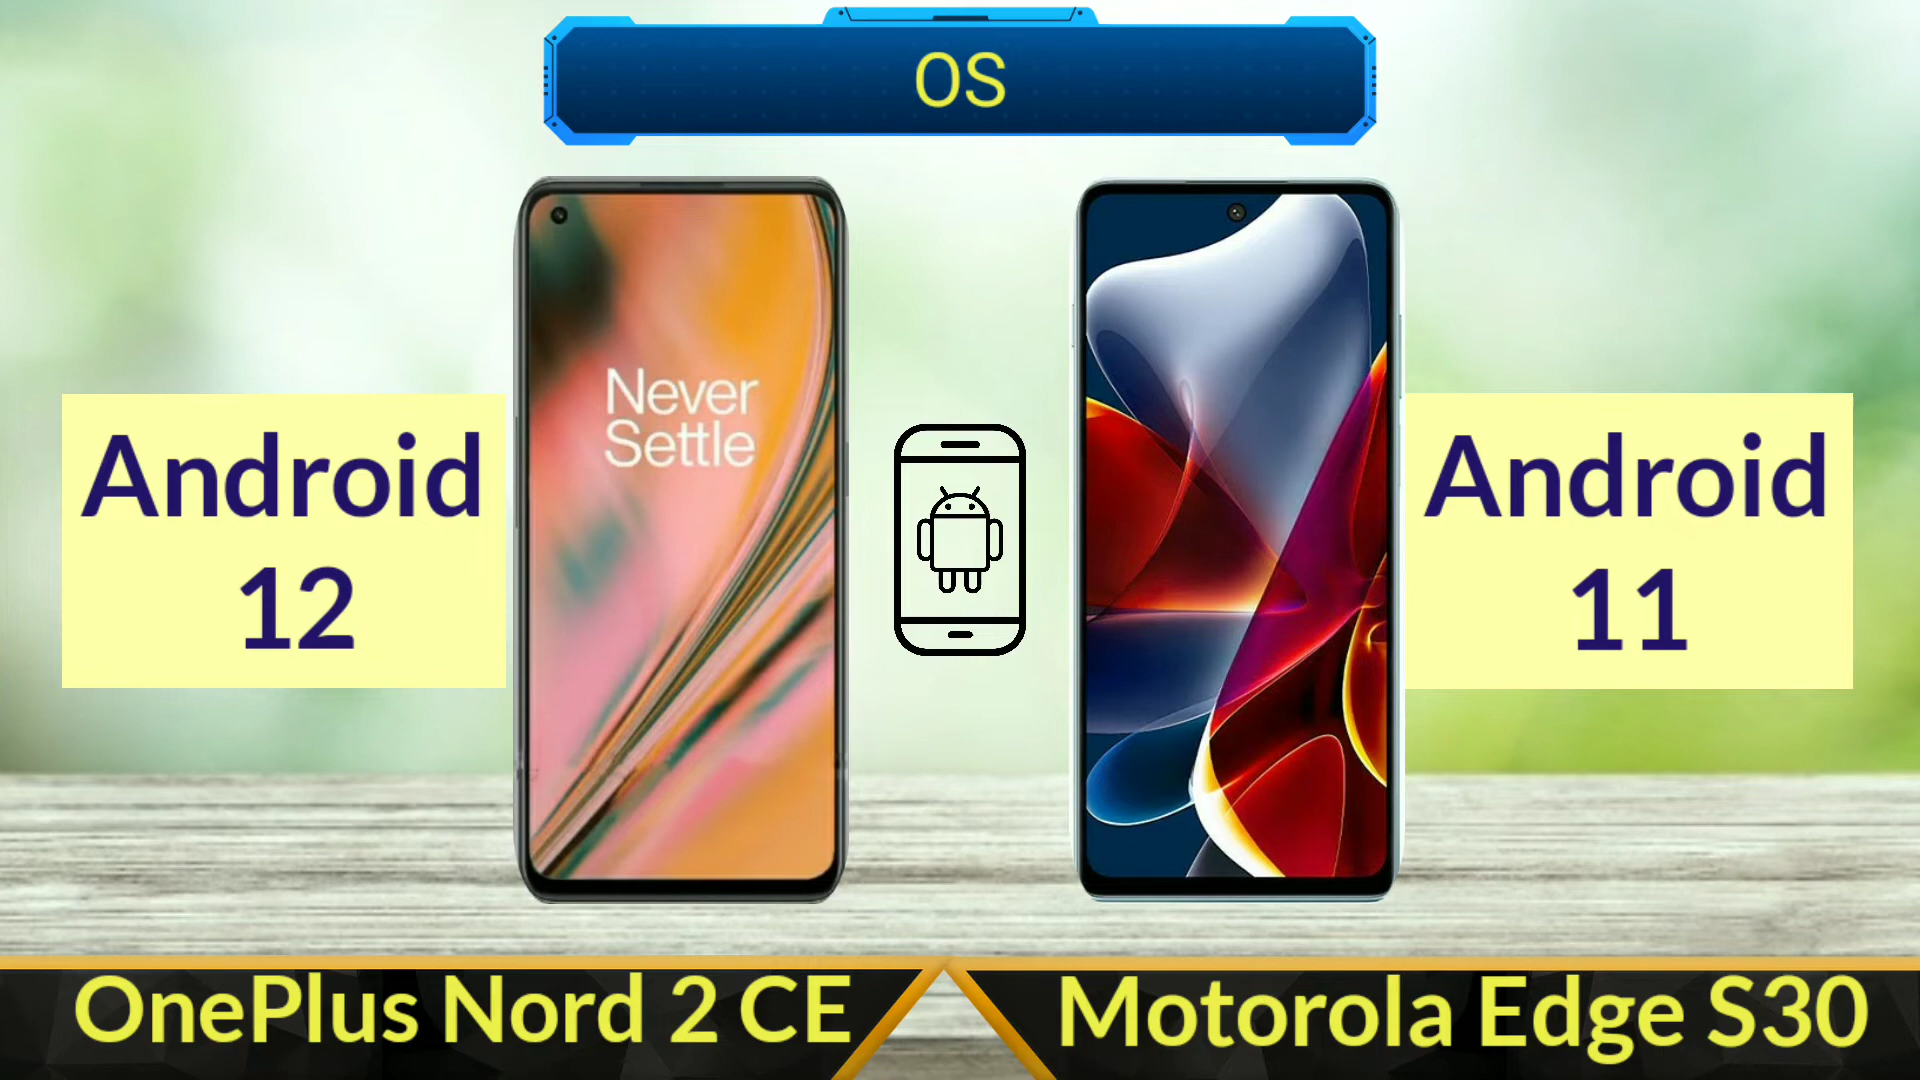 OS
Never
Settle
Android
12
Android
11
OnePlus Nord 2 CE
Motorola Edge S30